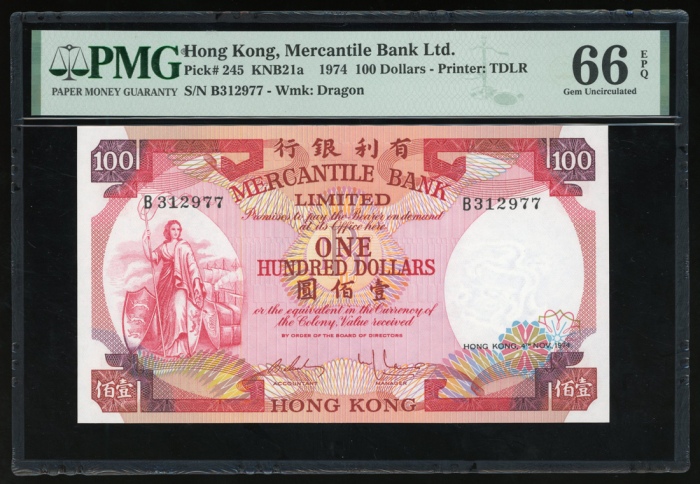 PMG
PAPER MONEY GUARANTY
Hong Kong, Mercantile Bank Ltd.
Pick# 245 KNB21a 1974 100 Dollars - Printer: TDLR
S/N B312977 - Wmk: Dragon
66 EPQ
Gem Uncirculated
100
行銀利有
100
MERCANTILE BANK
LIMITED
B312977
B312977
Promises to pay the Bearer on demand
at its Office here
ONE
HUNDRED DOLLARS
圓佰壹
or the equivalent in the Currency of
the Colony, Value received
BY ORDER OF THE BOARD OF DIRECTORS
HONG KONG, 4TH NOV. 1974
ACCOUNTANT
MANAGER
佰壹
HONG KONG
佰壹